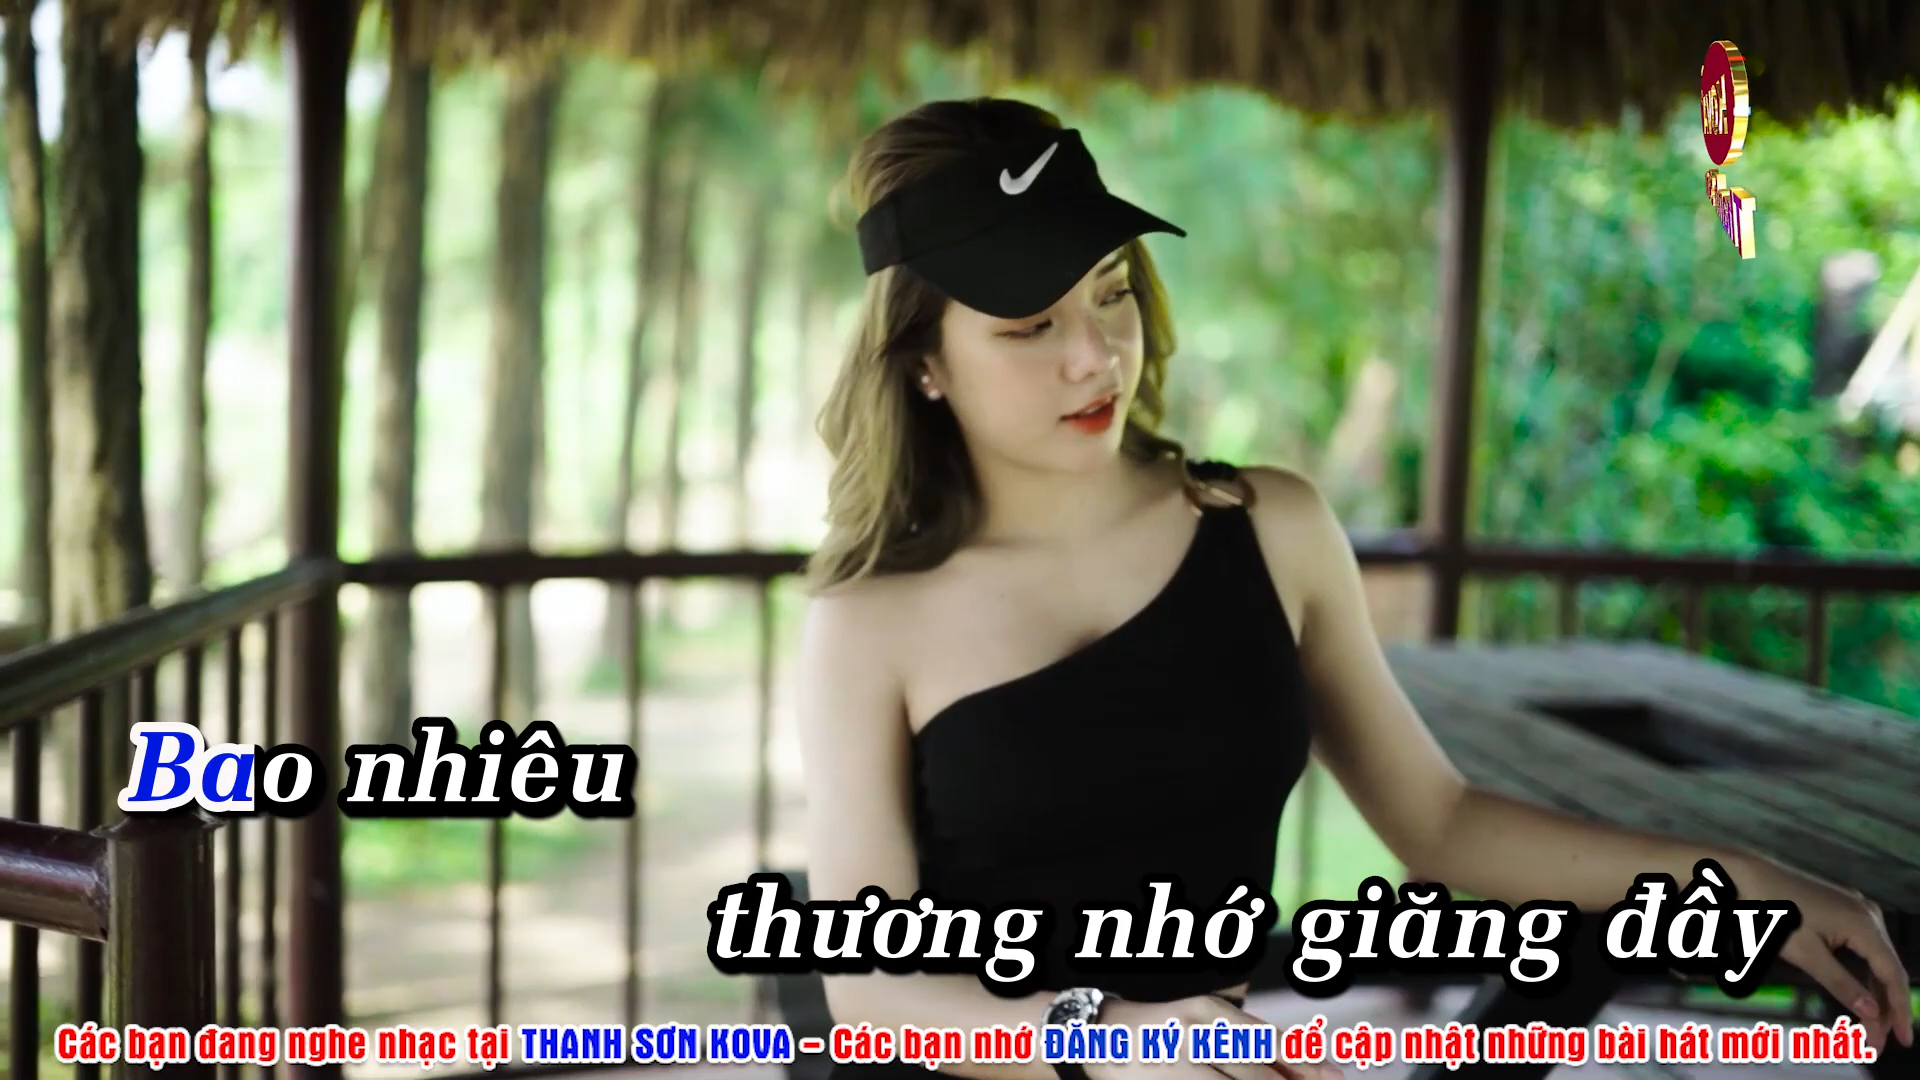 Bao nhiêu
thương nhớ giăng đầy
Các bạn đang nghe nhạc tại THANH SƠN KOVA – Các bạn nhớ ĐĂNG KÝ KÊNH để cập nhật những bài hát mới nhất.